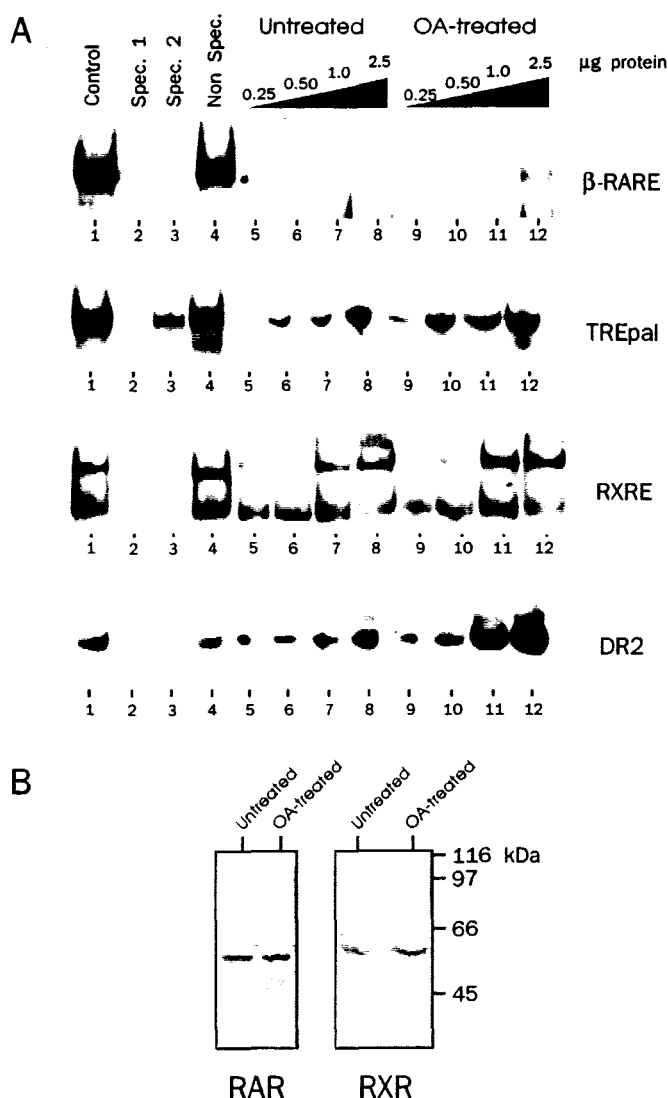 A
Control
Spec. 1
Spec. 2
Non Spec.
Untreated
OA-treated
0.25 0.50 1.0 2.5
0.25 0.50 1.0 2.5
µg protein
β-RARE
1 2 3 4 5 6 7 8 9 10 11 12
TREpal
1 2 3 4 5 6 7 8 9 10 11 12
RXRE
1 2 3 4 5 6 7 8 9 10 11 12
DR2
1 2 3 4 5 6 7 8 9 10 11 12
B
Untreated
OA-treated
Untreated
OA-treated
116 kDa
97
66
45
RAR
RXR